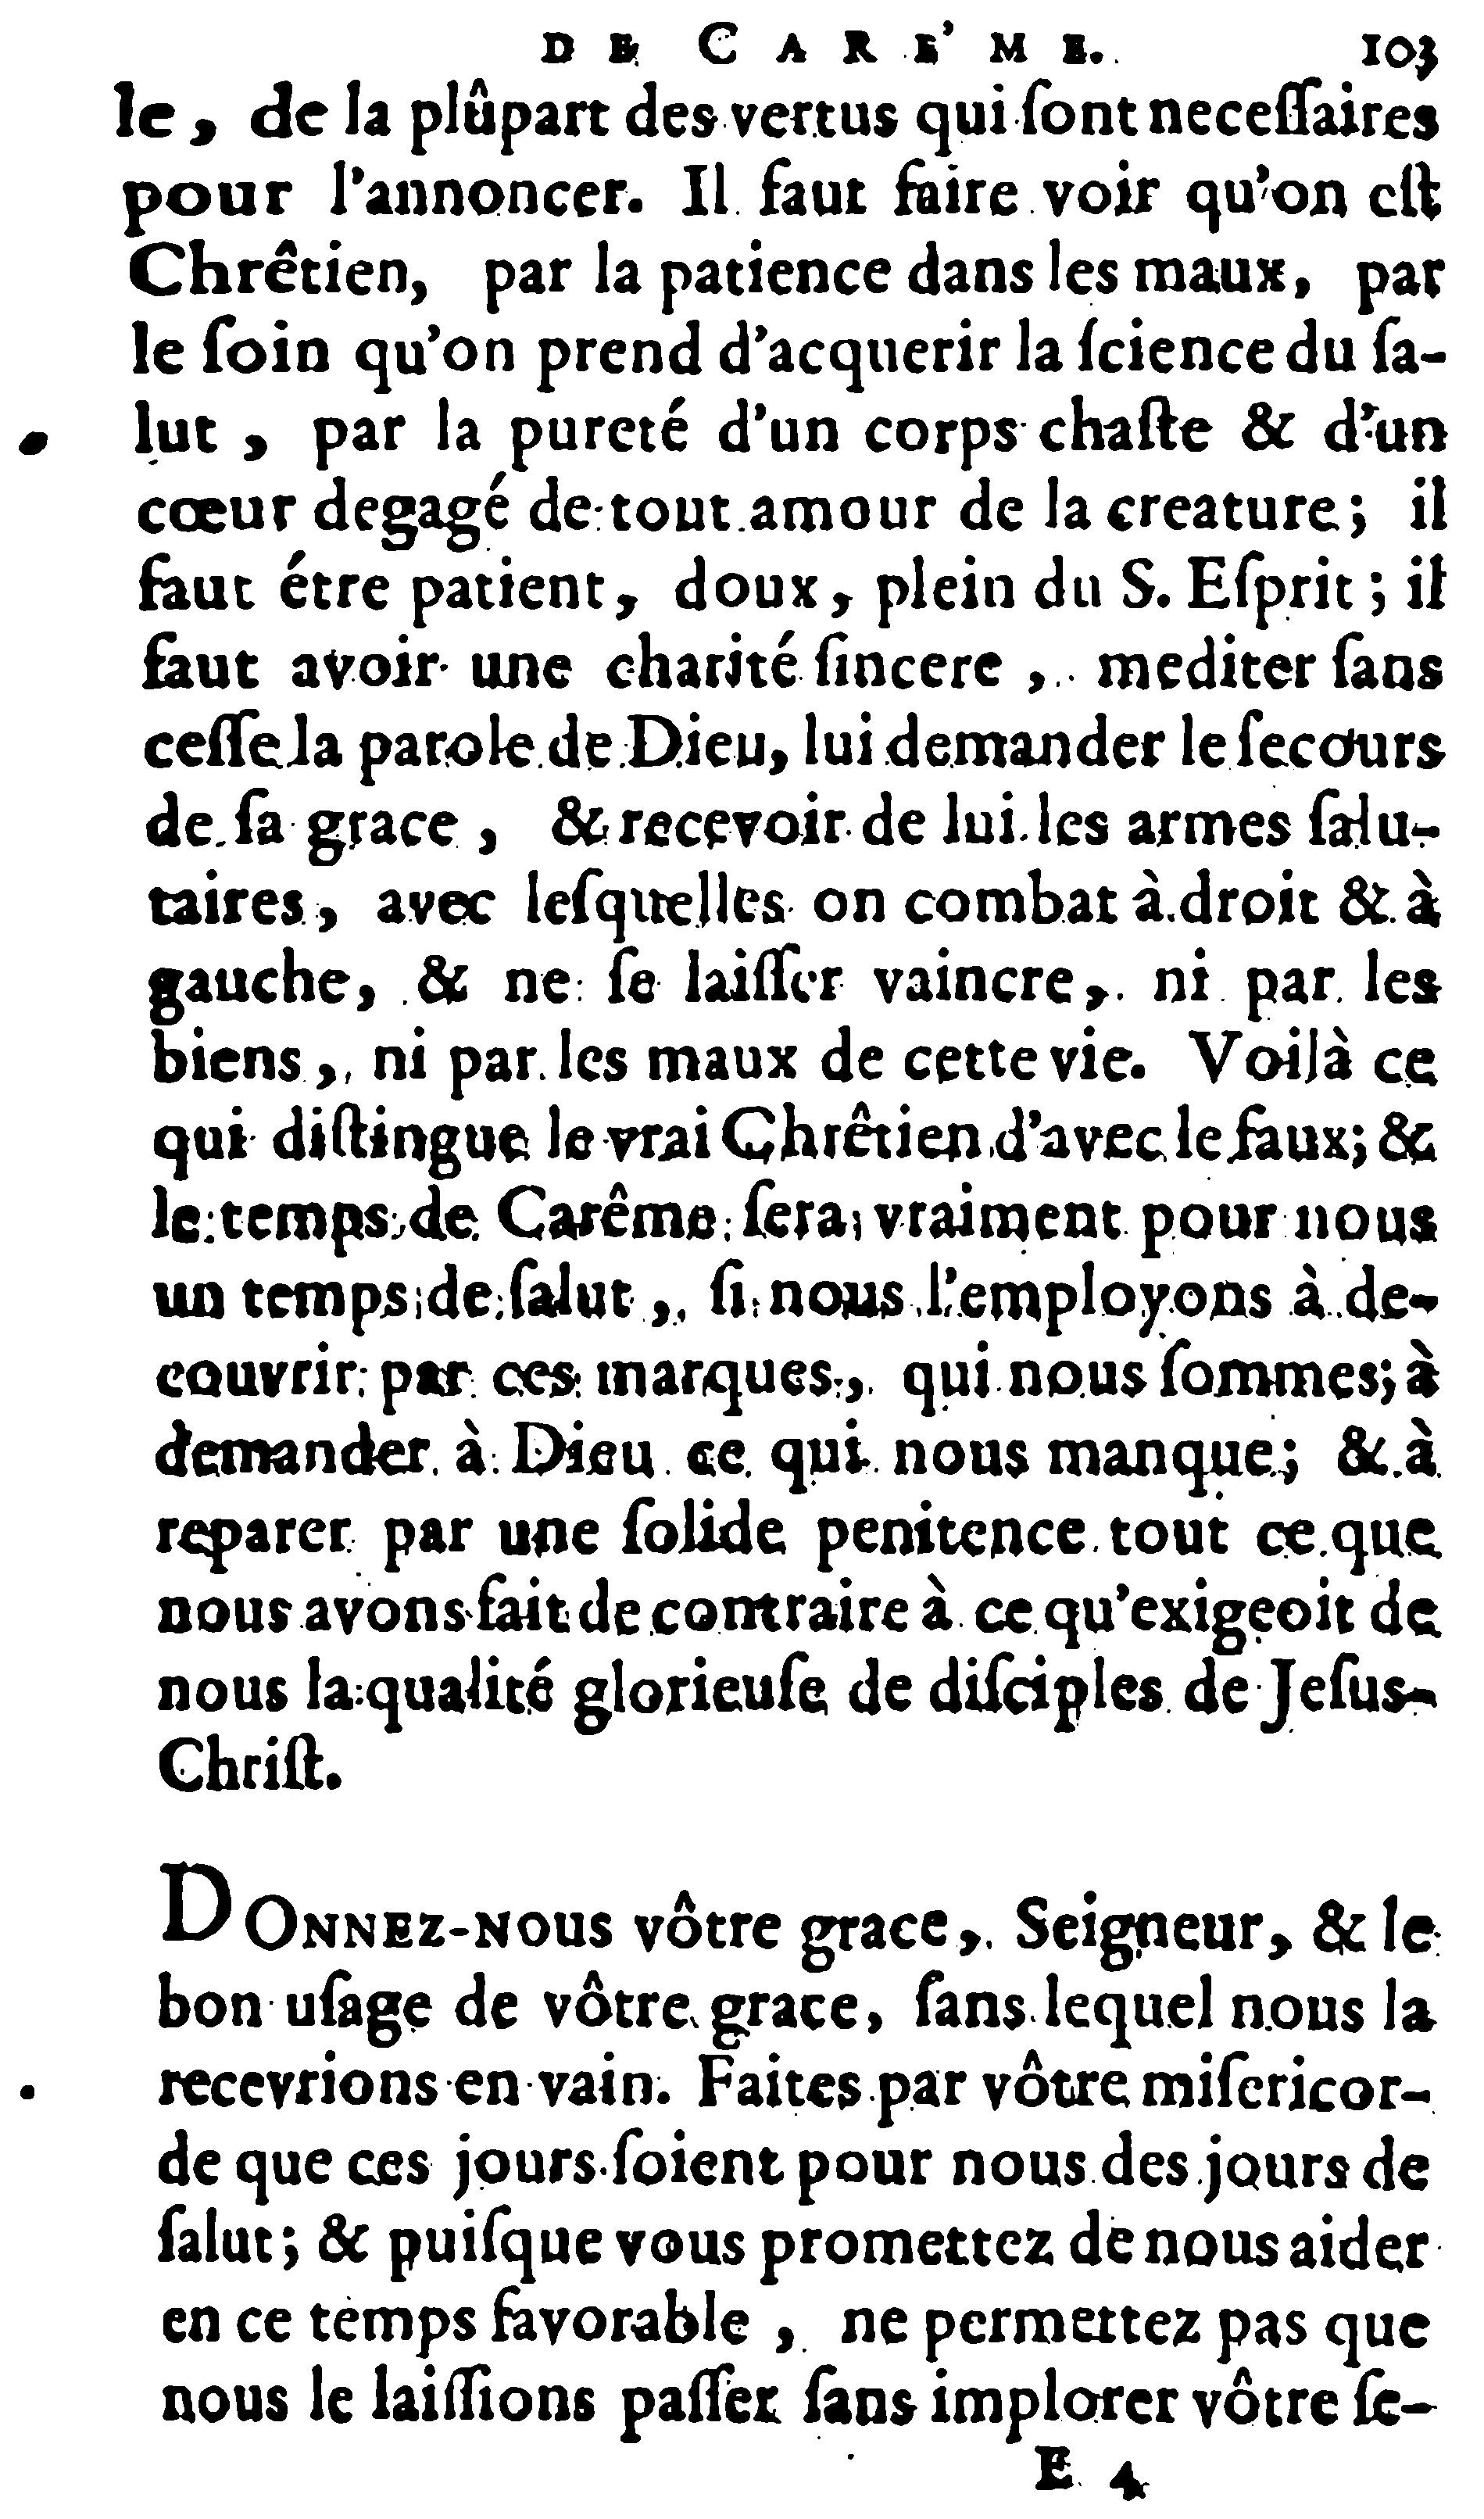 DE CARE'ME. 103
le, de la plûpart des vertus qui ſont neceſſaires
pour l'annoncer. Il faut faire voir qu'on eſt
Chrêtien, par la patience dans les maux, par
le ſoin qu'on prend d'acquerir la ſcience du ſa-
lut, par la pureté d'un corps chaſte & d'un
cœur degagé de tout amour de la creature; il
faut étre patient, doux, plein du S. Eſprit; il
faut avoir une charité ſincere, mediter ſans
ceſſe la parole de Dieu, lui demander le ſecours
de ſa grace, & recevoir de lui les armes ſalu-
taires, avec leſquelles on combat à droit & à
gauche, & ne ſe laiſſer vaincre, ni par les
biens, ni par les maux de cette vie. Voilà ce
qui diſtingue le vrai Chrêtien d'avec le faux; &
le temps de Carême ſera vraiment pour nous
un temps de ſalut, ſi nous l'employons à de-
couvrir par ces marques, qui nous ſommes; à
demander à Dieu ce qui nous manque; & à
reparer par une ſolide penitence tout ce que
nous avons fait de contraire à ce qu'exigeoit de
nous la qualité glorieuſe de diſciples de Jeſus-
Chriſt.
DONNEZ-NOUS vôtre grace, Seigneur, & le
bon uſage de vôtre grace, ſans lequel nous la
recevrions en vain. Faites par vôtre miſericor-
de que ces jours ſoient pour nous des jours de
ſalut; & puiſque vous promettez de nous aider
en ce temps favorable, ne permettez pas que
nous le laiſſions paſſer ſans implorer vôtre ſe-
E 4